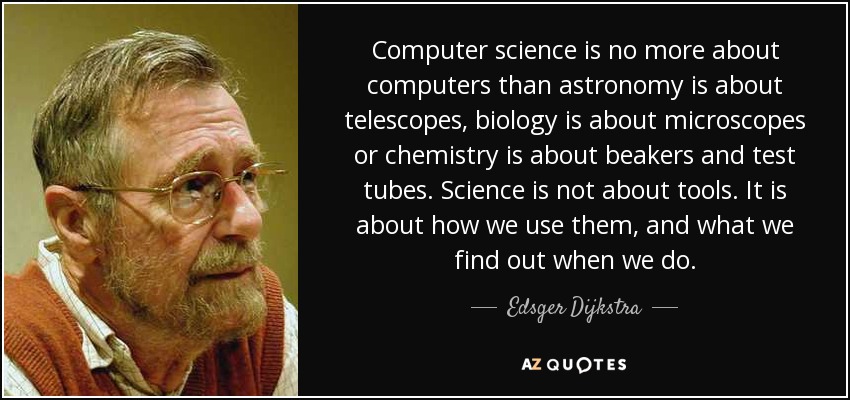 Computer science is no more about
computers than astronomy is about
telescopes, biology is about microscopes
or chemistry is about beakers and test
tubes. Science is not about tools. It is
about how we use them, and what we
find out when we do.
Edsger Dijkstra
AZ QUOTES